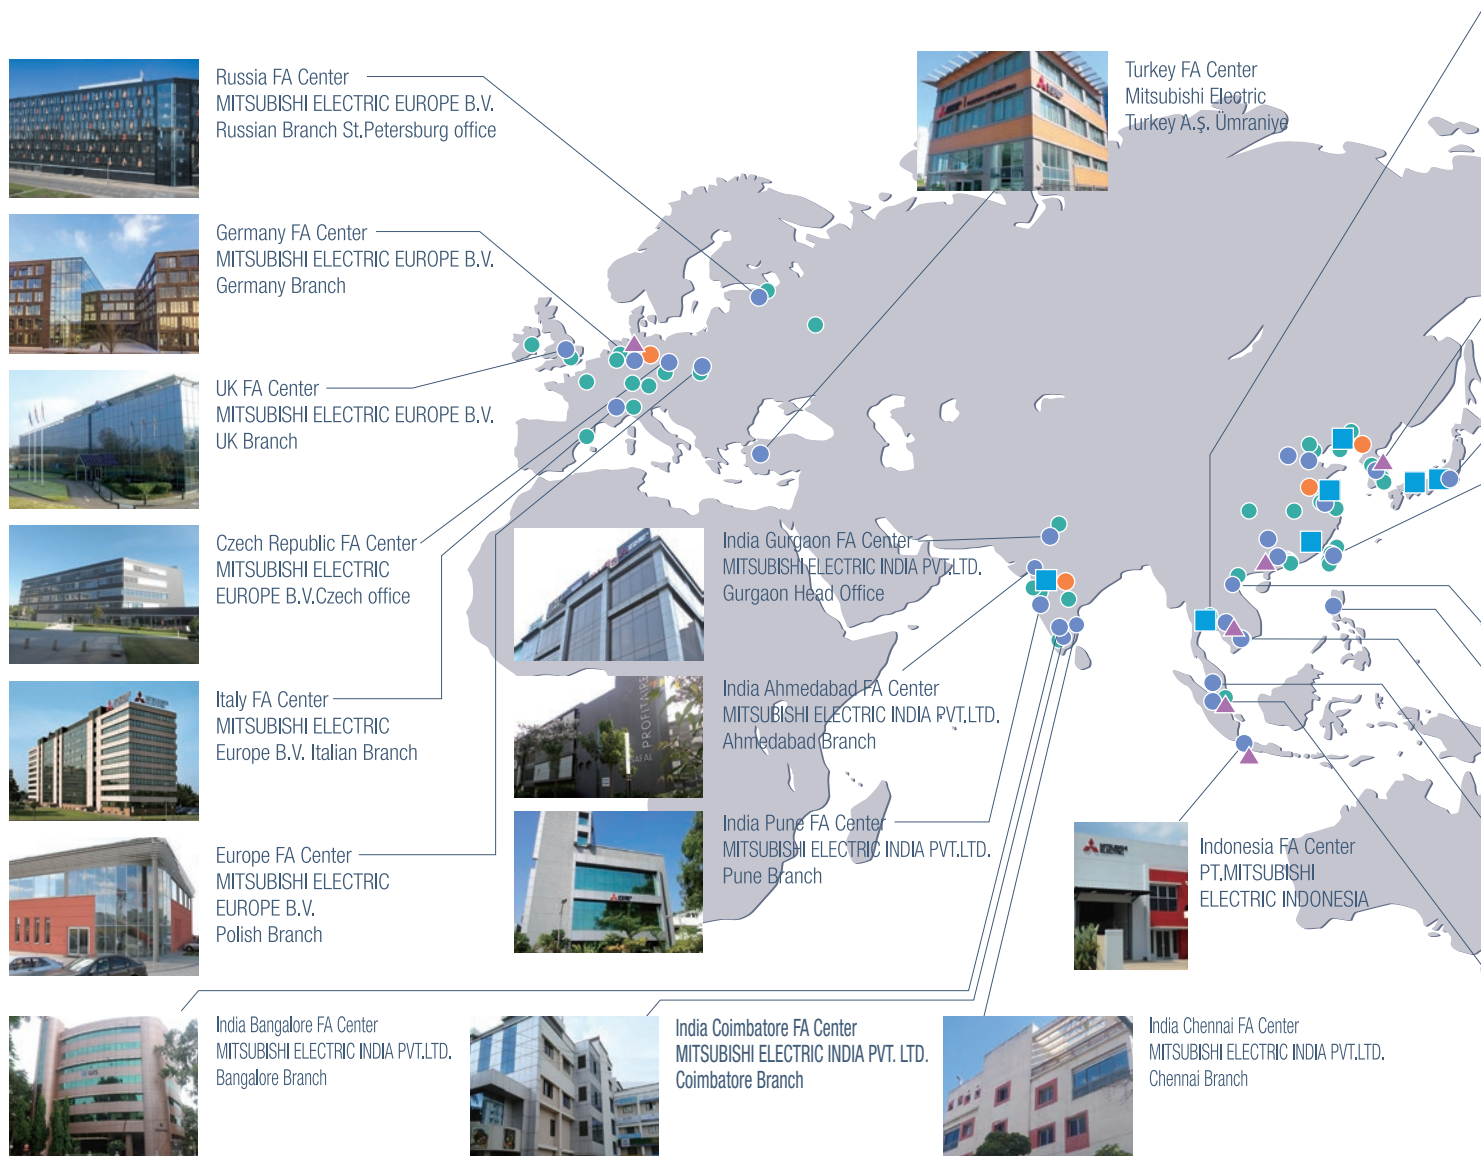 Russia FA Center
MITSUBISHI ELECTRIC EUROPE B.V.
Russian Branch St.Petersburg office
Turkey FA Center
Mitsubishi Electric
Turkey A.Ş. Ümraniye
Germany FA Center
MITSUBISHI ELECTRIC EUROPE B.V.
Germany Branch
UK FA Center
MITSUBISHI ELECTRIC EUROPE B.V.
UK Branch
Czech Republic FA Center
MITSUBISHI ELECTRIC
EUROPE B.V.Czech office
Italy FA Center
MITSUBISHI ELECTRIC
Europe B.V. Italian Branch
Europe FA Center
MITSUBISHI ELECTRIC
EUROPE B.V.
Polish Branch
India Gurgaon FA Center
MITSUBISHI ELECTRIC INDIA PVT.LTD.
Gurgaon Head Office
India Ahmedabad FA Center
MITSUBISHI ELECTRIC INDIA PVT.LTD.
Ahmedabad Branch
SAFAL PROFITAIRE
India Pune FA Center
MITSUBISHI ELECTRIC INDIA PVT.LTD.
Pune Branch
MITSUBISHI
ELECTRIC
Indonesia FA Center
PT.MITSUBISHI
ELECTRIC INDONESIA
India Bangalore FA Center
MITSUBISHI ELECTRIC INDIA PVT.LTD.
Bangalore Branch
India Coimbatore FA Center
MITSUBISHI ELECTRIC INDIA PVT. LTD.
Coimbatore Branch
India Chennai FA Center
MITSUBISHI ELECTRIC INDIA PVT.LTD.
Chennai Branch